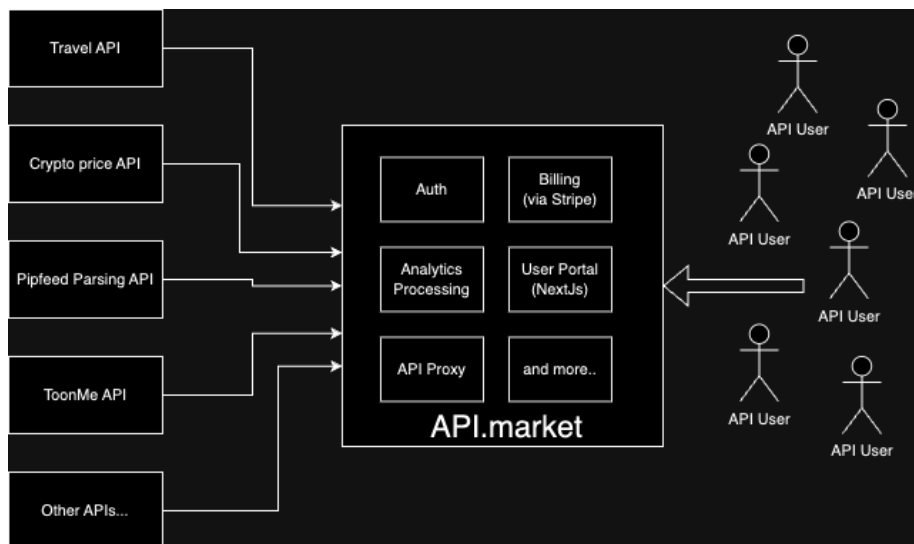 Travel API
Crypto price API
Pipfeed Parsing API
ToonMe API
Other APIs...
Auth
Billing
(via Stripe)
Analytics
Processing
User Portal
(NextJs)
API Proxy
and more..
API.market
API User
API User
API User
API User
API User
API User